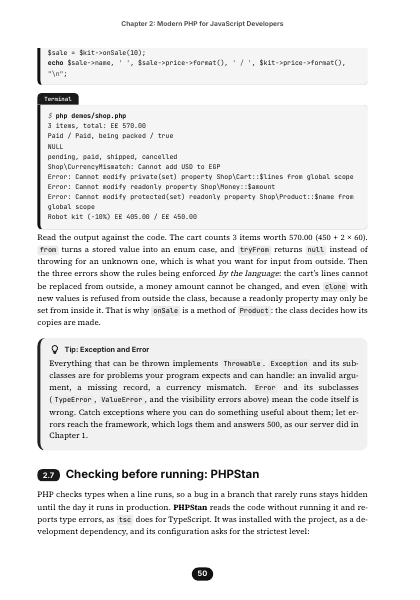 Chapter 2: Modern PHP for JavaScript Developers
$sale = $kit->onSale(10);
echo $sale->name, ' ', $sale->price->format(), ' / ', $kit->price->format(),
"\n";
Terminal
$ php demos/shop.php
3 items, total: E£ 570.00
Paid / Paid, being packed / true
NULL
pending, paid, shipped, cancelled
Shop\CurrencyMismatch: Cannot add USD to EGP
Error: Cannot modify private(set) property Shop\Cart::$lines from global scope
Error: Cannot modify readonly property Shop\Money::$amount
Error: Cannot modify protected(set) readonly property Shop\Product::$name from
global scope
Robot kit (-10%) E£ 405.00 / E£ 450.00
Read the output against the code. The cart counts 3 items worth 570.00 (450 + 2 × 60).
from turns a stored value into an enum case, and tryFrom returns null instead of
throwing for an unknown one, which is what you want for input from outside. Then
the three errors show the rules being enforced by the language: the cart's lines cannot
be replaced from outside, a money amount cannot be changed, and even clone with
new values is refused from outside the class, because a readonly property may only be
set from inside it. That is why onSale is a method of Product: the class decides how its
copies are made.
Tip: Exception and Error
Everything that can be thrown implements Throwable. Exception and its sub-
classes are for problems your program expects and can handle: an invalid argu-
ment, a missing record, a currency mismatch. Error and its subclasses
(TypeError, ValueError, and the visibility errors above) mean the code itself is
wrong. Catch exceptions where you can do something useful about them; let er-
rors reach the framework, which logs them and answers 500, as our server did in
Chapter 1.
2.7 Checking before running: PHPStan
PHP checks types when a line runs, so a bug in a branch that rarely runs stays hidden
until the day it runs in production. PHPStan reads the code without running it and re-
ports type errors, as tsc does for TypeScript. It was installed with the project, as a de-
velopment dependency, and its configuration asks for the strictest level:
50